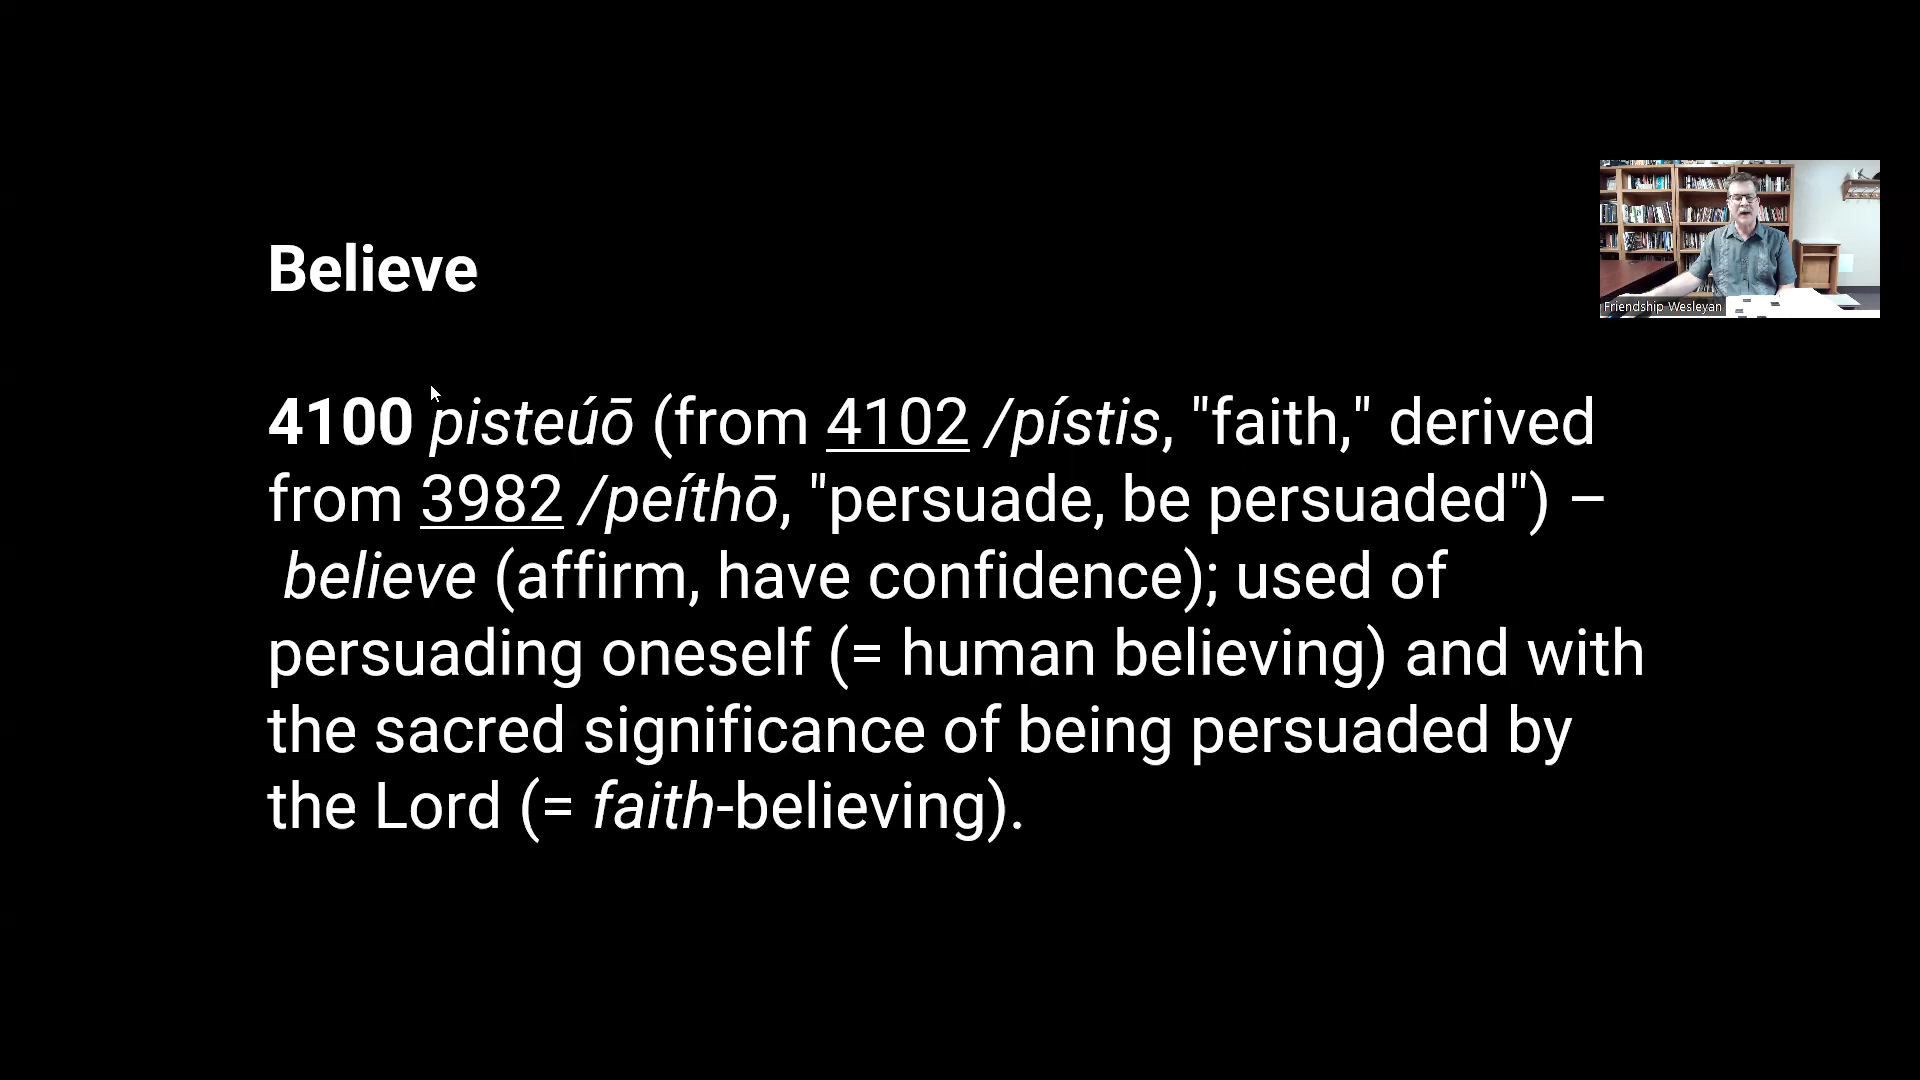 Believe
4100 pisteúō (from 4102 /pístis, "faith," derived
from 3982 /peíthō, "persuade, be persuaded") –
believe (affirm, have confidence); used of
persuading oneself (= human believing) and with
the sacred significance of being persuaded by
the Lord (= faith-believing).
Friendship Wesleyan